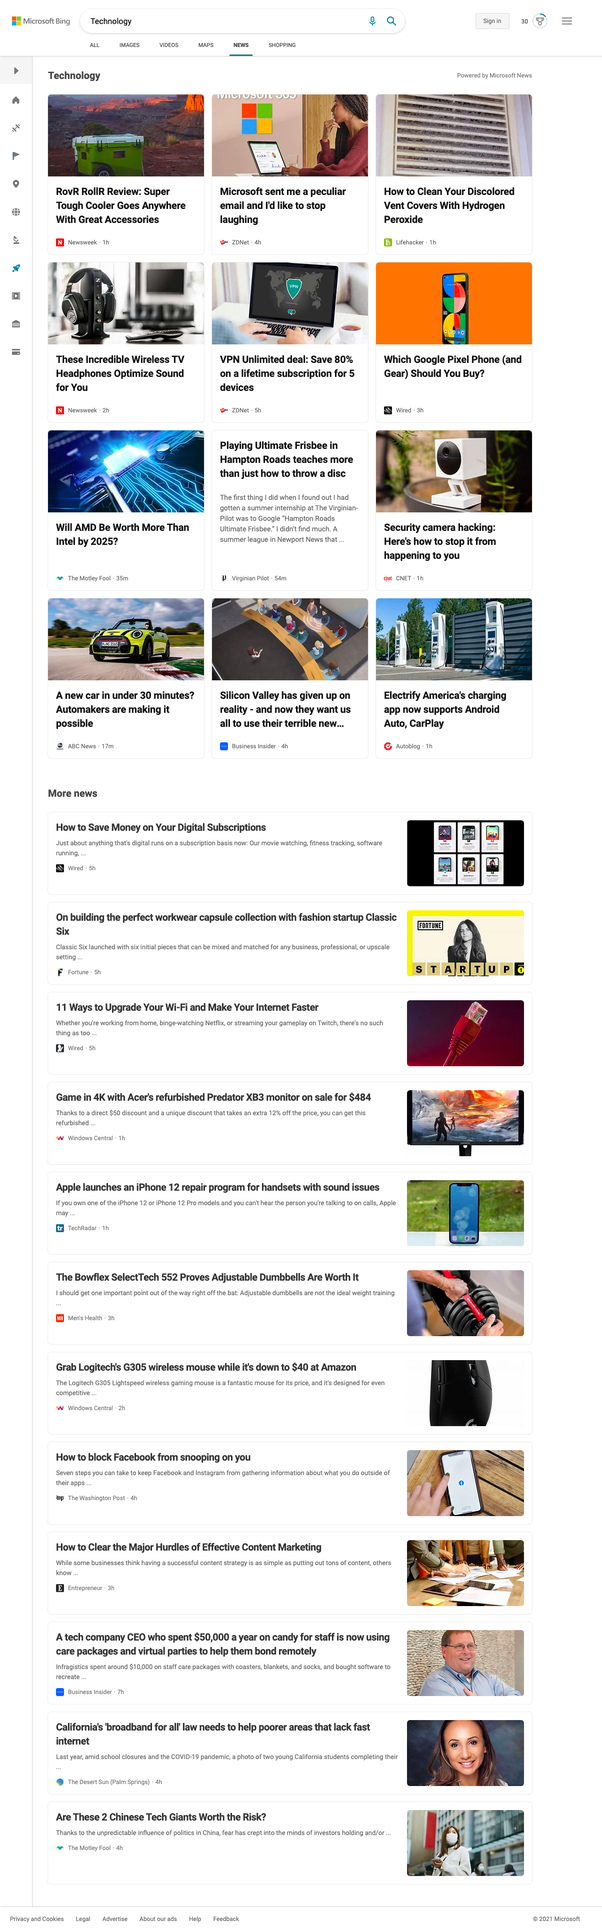 Microsoft Bing
Technology
Sign in
30
ALL
IMAGES
VIDEOS
MAPS
NEWS
SHOPPING
Technology
Powered by Microsoft News
RovR RollR Review: Super
Tough Cooler Goes Anywhere
With Great Accessories
Newsweek · 1h
Microsoft 365
Microsoft sent me a peculiar
email and I'd like to stop
laughing
ZDNet · 4h
How to Clean Your Discolored
Vent Covers With Hydrogen
Peroxide
Lifehacker · 1h
These Incredible Wireless TV
Headphones Optimize Sound
for You
Newsweek · 2h
VPN
VPN Unlimited deal: Save 80%
on a lifetime subscription for 5
devices
ZDNet · 5h
Which Google Pixel Phone (and
Gear) Should You Buy?
Wired · 3h
Will AMD Be Worth More Than
Intel by 2025?
The Motley Fool · 35m
Playing Ultimate Frisbee in
Hampton Roads teaches more
than just how to throw a disc
The first thing I did when I found out I had
gotten a summer internship at The Virginian-
Pilot was to Google “Hampton Roads
Ultimate Frisbee.” I didn't find much. A
summer league in Newport News that ...
Virginian Pilot · 54m
Security camera hacking:
Here's how to stop it from
happening to you
CNET · 1h
A new car in under 30 minutes?
Automakers are making it
possible
ABC News · 17m
Silicon Valley has given up on
reality - and now they want us
all to use their terrible new...
Business Insider · 4h
Electrify America's charging
app now supports Android
Auto, CarPlay
Autoblog · 1h
More news
How to Save Money on Your Digital Subscriptions
Just about anything that's digital runs on a subscription basis now: Our movie watching, fitness tracking, software
running, ...
Wired · 5h
On building the perfect workwear capsule collection with fashion startup Classic
Six
Classic Six launched with six initial pieces that can be mixed and matched for any business, professional, or upscale
setting ...
Fortune · 5h
FORTUNE
STARTUP
11 Ways to Upgrade Your Wi-Fi and Make Your Internet Faster
Whether you're working from home, binge-watching Netflix, or streaming your gameplay on Twitch, there's no such
thing as too ...
Wired · 5h
Game in 4K with Acer's refurbished Predator XB3 monitor on sale for $484
Thanks to a direct $50 discount and a unique discount that takes an extra 12% off the price, you can get this
refurbished ...
Windows Central · 1h
Apple launches an iPhone 12 repair program for handsets with sound issues
If you own one of the iPhone 12 or iPhone 12 Pro models and you can't hear the person you're talking to on calls, Apple
may ...
tr
TechRadar · 1h
The Bowflex SelectTech 552 Proves Adjustable Dumbbells Are Worth It
I should get one important point out of the way right off the bat: Adjustable dumbbells are not the ideal weight training
...
Men's Health · 3h
Grab Logitech's G305 wireless mouse while it's down to $40 at Amazon
The Logitech G305 Lightspeed wireless gaming mouse is a fantastic mouse for its price, and it's designed for even
competitive ...
Windows Central · 2h
How to block Facebook from snooping on you
Seven steps you can take to keep Facebook and Instagram from gathering information about what you do outside of
their apps ...
wp
The Washington Post · 4h
How to Clear the Major Hurdles of Effective Content Marketing
While some businesses think having a successful content strategy is as simple as putting out tons of content, others
know ...
E
Entrepreneur · 3h
A tech company CEO who spent $50,000 a year on candy for staff is now using
care packages and virtual parties to help them bond remotely
Infragistics spent around $10,000 on staff care packages with coasters, blankets, and socks, and bought software to
recreate ...
Business Insider · 7h
California's 'broadband for all' law needs to help poorer areas that lack fast
internet
Last year, amid school closures and the COVID-19 pandemic, a photo of two young California students completing their
...
The Desert Sun (Palm Springs) · 4h
Are These 2 Chinese Tech Giants Worth the Risk?
Thanks to the unpredictable influence of politics in China, fear has crept into the minds of investors holding and/or ...
The Motley Fool · 4h
Privacy and Cookies
Legal
Advertise
About our ads
Help
Feedback
© 2021 Microsoft